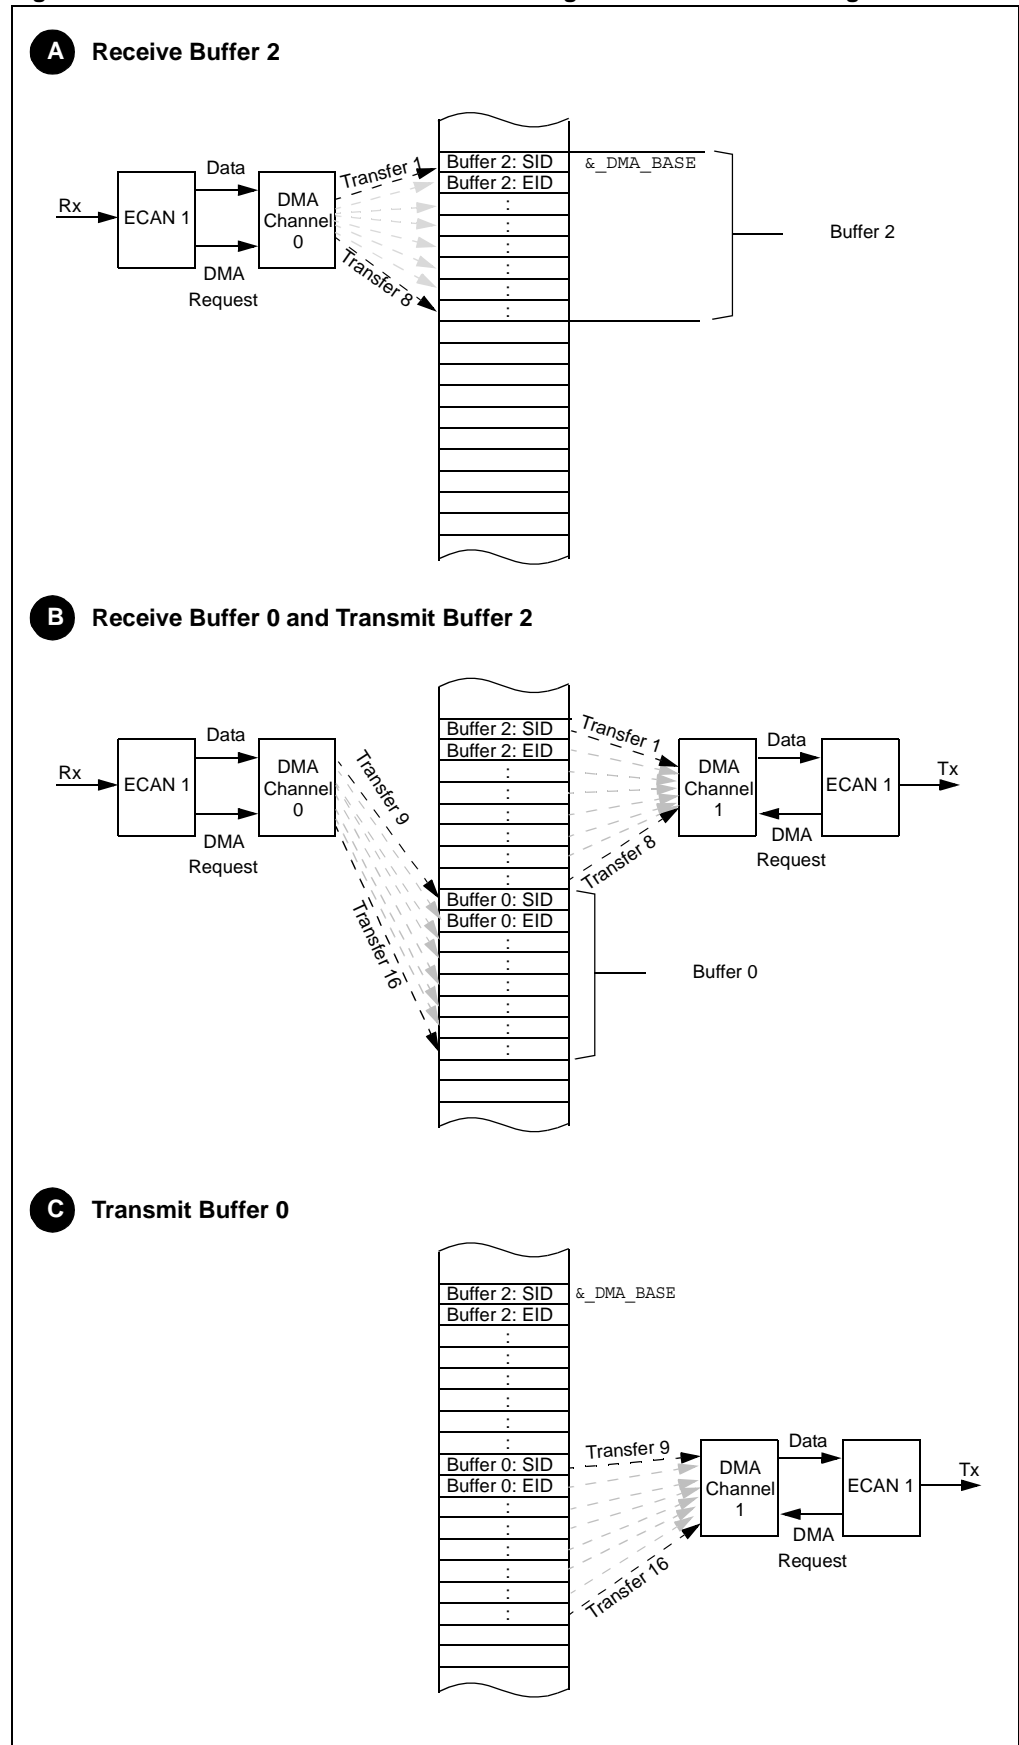 A Receive Buffer 2
Rx
ECAN 1
Data
DMA
Request
DMA
Channel
0
Transfer 1
Transfer 8
Buffer 2: SID
Buffer 2: EID
&_DMA_BASE
Buffer 2
B Receive Buffer 0 and Transmit Buffer 2
Rx
ECAN 1
Data
DMA
Request
DMA
Channel
0
Transfer 9
Transfer 16
Buffer 2: SID
Buffer 2: EID
Buffer 0: SID
Buffer 0: EID
Buffer 0
Transfer 1
Transfer 8
DMA
Channel
1
Data
DMA
Request
ECAN 1
Tx
C Transmit Buffer 0
Buffer 2: SID
Buffer 2: EID
&_DMA_BASE
Buffer 0: SID
Buffer 0: EID
Transfer 9
Transfer 16
DMA
Channel
1
Data
DMA
Request
ECAN 1
Tx